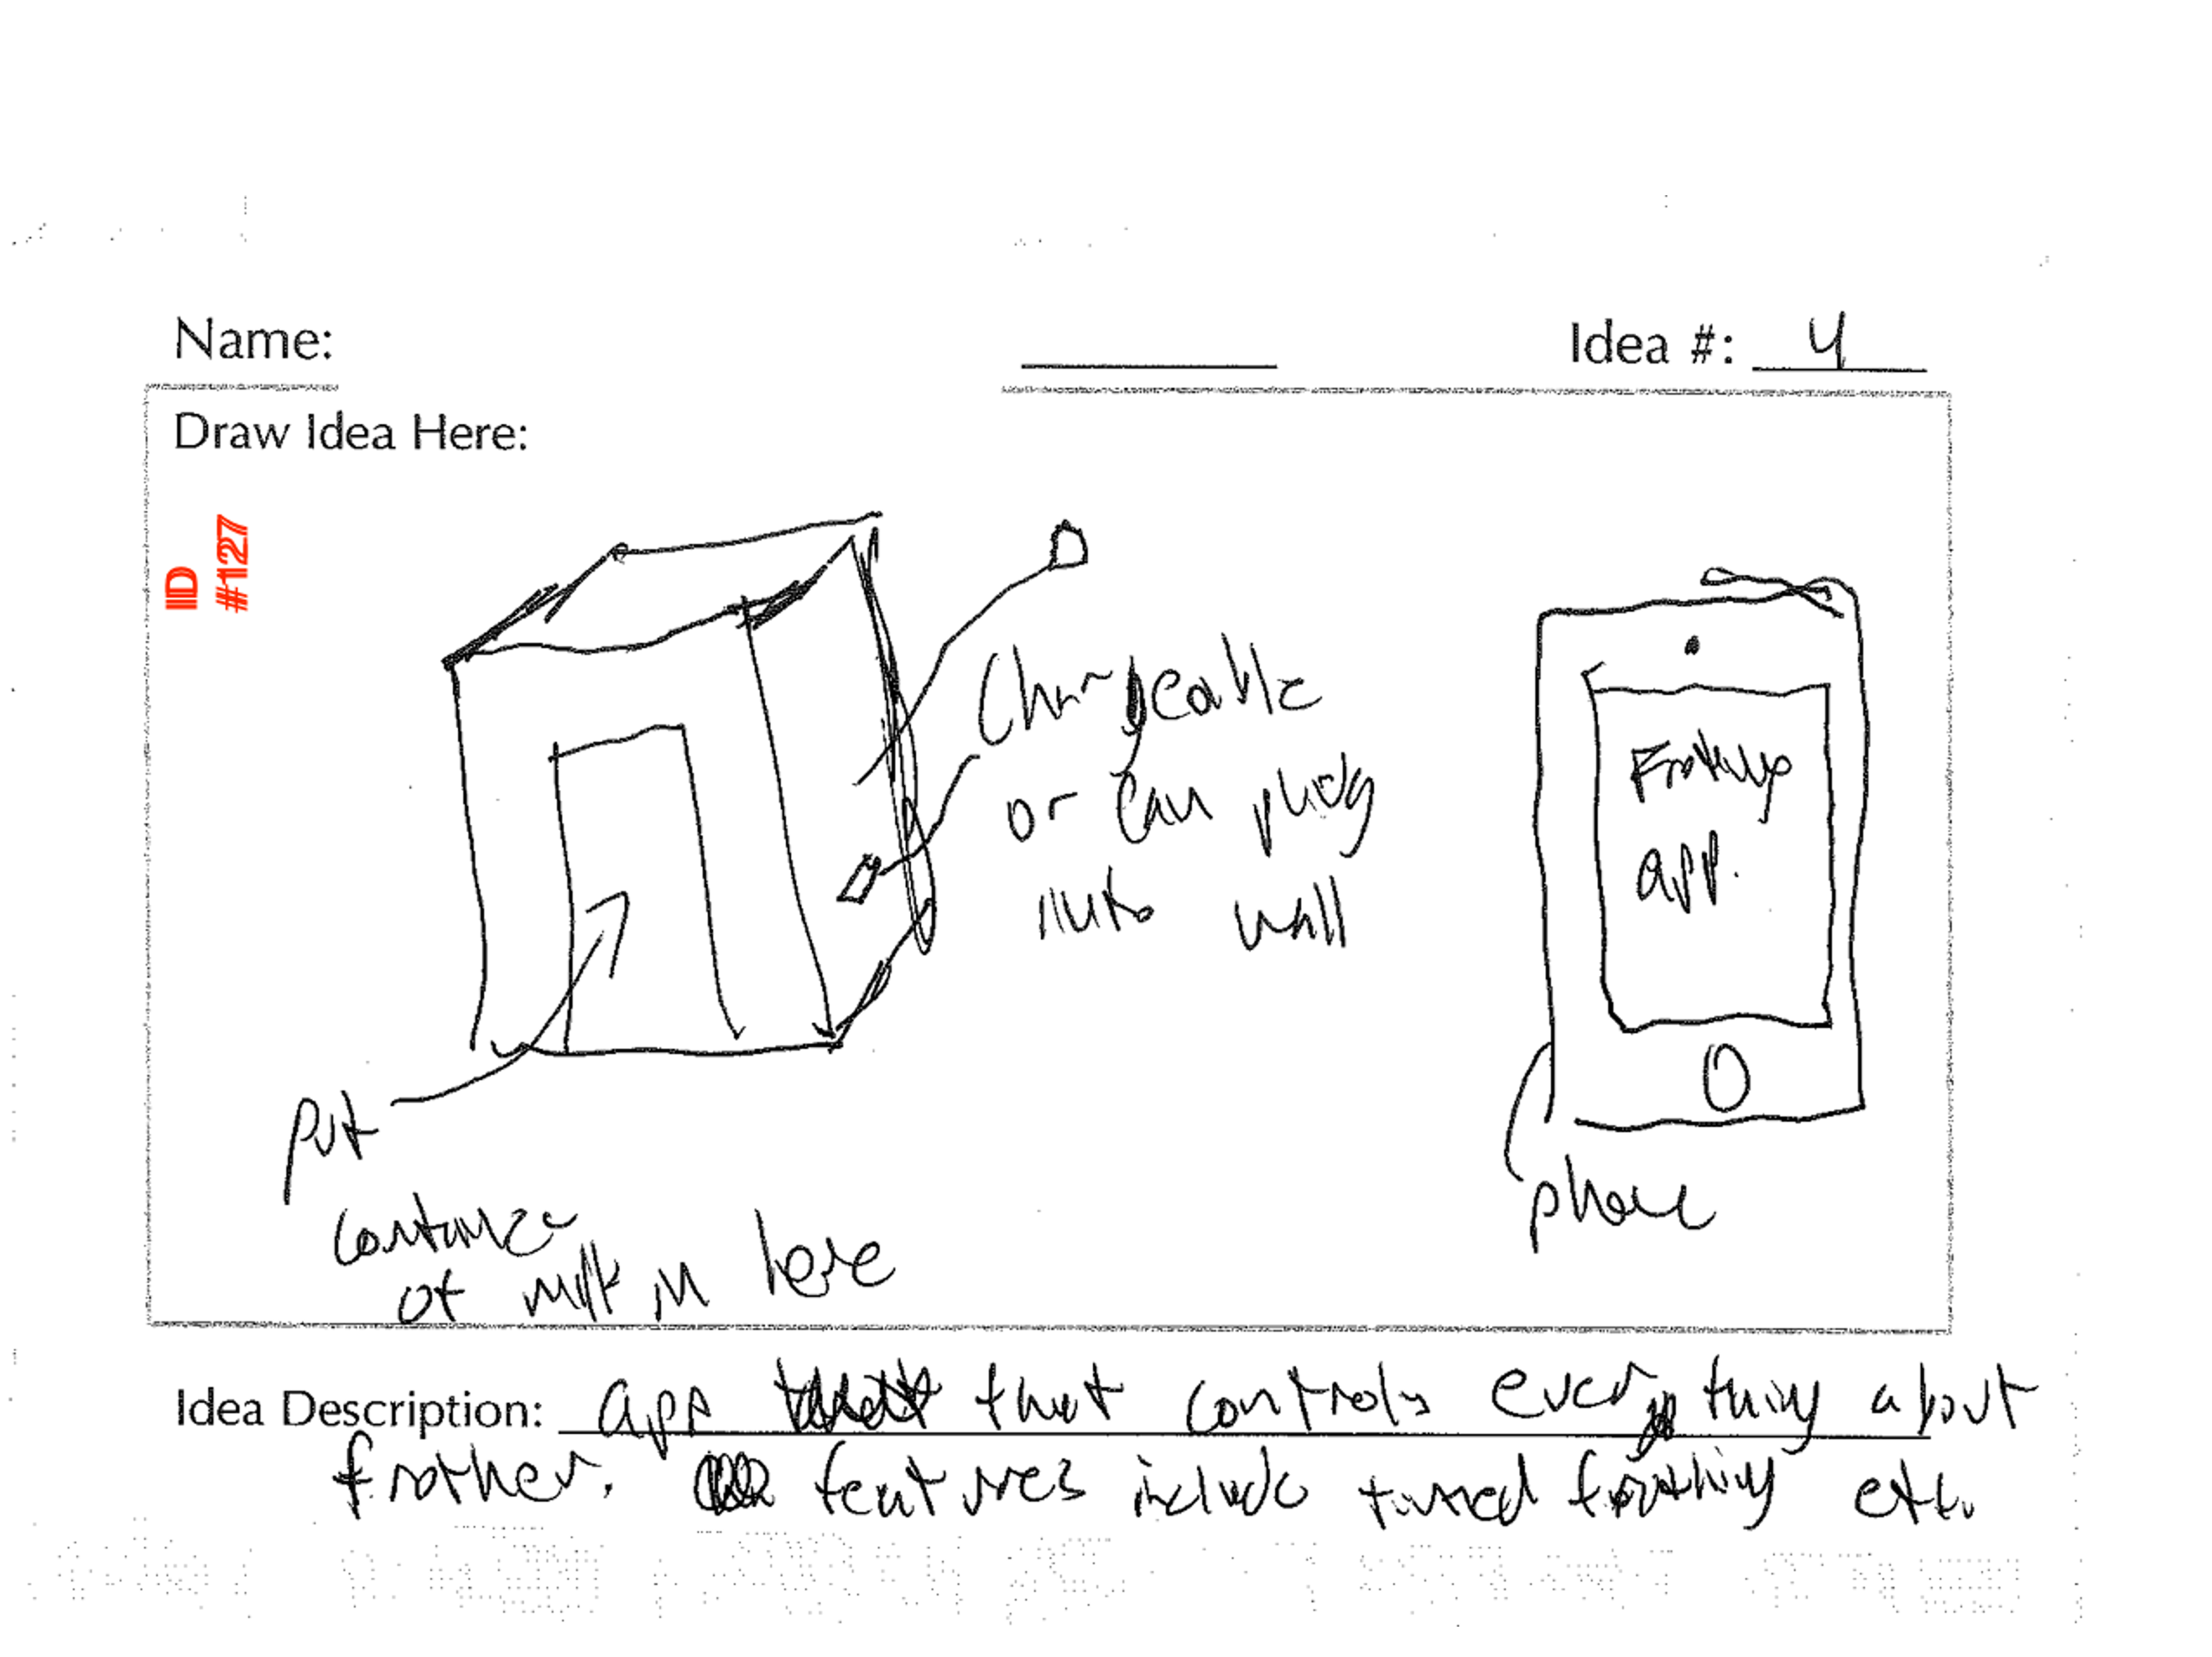 Name:
Idea #: 4
Draw Idea Here:
ID
#127
Chargeable
or can plug
into wall
Frothing
app.
put
container
of milk in here
phone
Idea Description: app that controls everything about
frother. features include timed frothing etc.